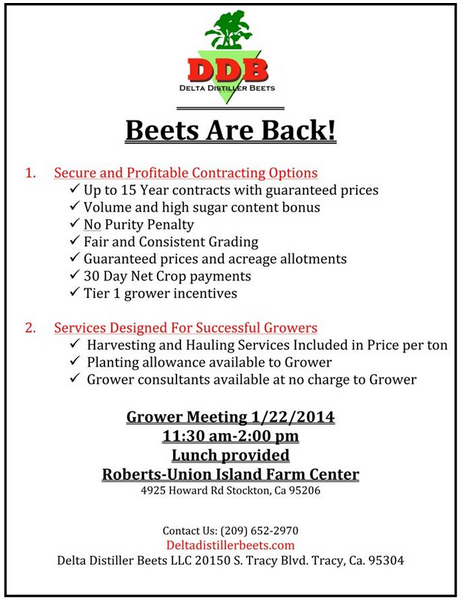 DDB
DELTA DISTILLER BEETS
Beets Are Back!
1. Secure and Profitable Contracting Options
✓ Up to 15 Year contracts with guaranteed prices
✓ Volume and high sugar content bonus
✓ No Purity Penalty
✓ Fair and Consistent Grading
✓ Guaranteed prices and acreage allotments
✓ 30 Day Net Crop payments
✓ Tier 1 grower incentives
2. Services Designed For Successful Growers
✓ Harvesting and Hauling Services Included in Price per ton
✓ Planting allowance available to Grower
✓ Grower consultants available at no charge to Grower
Grower Meeting 1/22/2014
11:30 am-2:00 pm
Lunch provided
Roberts-Union Island Farm Center
4925 Howard Rd Stockton, Ca 95206
Contact Us: (209) 652-2970
Deltadistillerbeets.com
Delta Distiller Beets LLC 20150 S. Tracy Blvd. Tracy, Ca. 95304